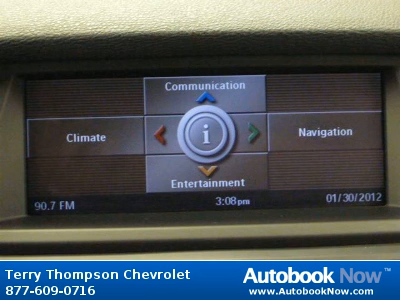 Communication
Climate
i
Navigation
Entertainment
90.7 FM
3:08pm
01/30/2012
Terry Thompson Chevrolet
877-609-0716
Autobook Now™
www.AutobookNow.com